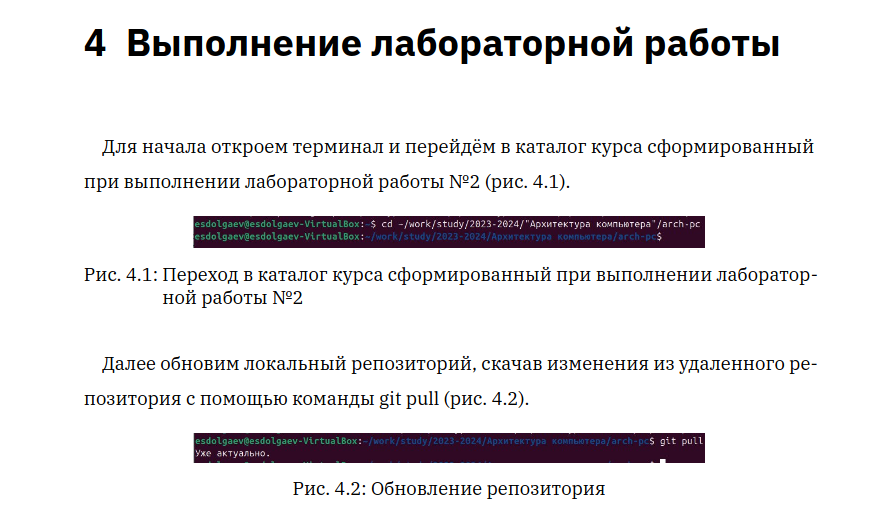 4 Выполнение лабораторной работы
Для начала откроем терминал и перейдём в каталог курса сформированный
при выполнении лабораторной работы №2 (рис. 4.1).
esdolgaev@esdolgaev-VirtualBox:~$ cd ~/work/study/2023-2024/"Архитектура компьютера"/arch-pc
esdolgaev@esdolgaev-VirtualBox:~/work/study/2023-2024/Архитектура компьютера/arch-pc$
Рис. 4.1: Переход в каталог курса сформированный при выполнении лаборатор-
ной работы №2
Далее обновим локальный репозиторий, скачав изменения из удаленного ре-
позитория с помощью команды git pull (рис. 4.2).
esdolgaev@esdolgaev-VirtualBox:~/work/study/2023-2024/Архитектура компьютера/arch-pc$ git pull
Уже актуально.
Рис. 4.2: Обновление репозитория